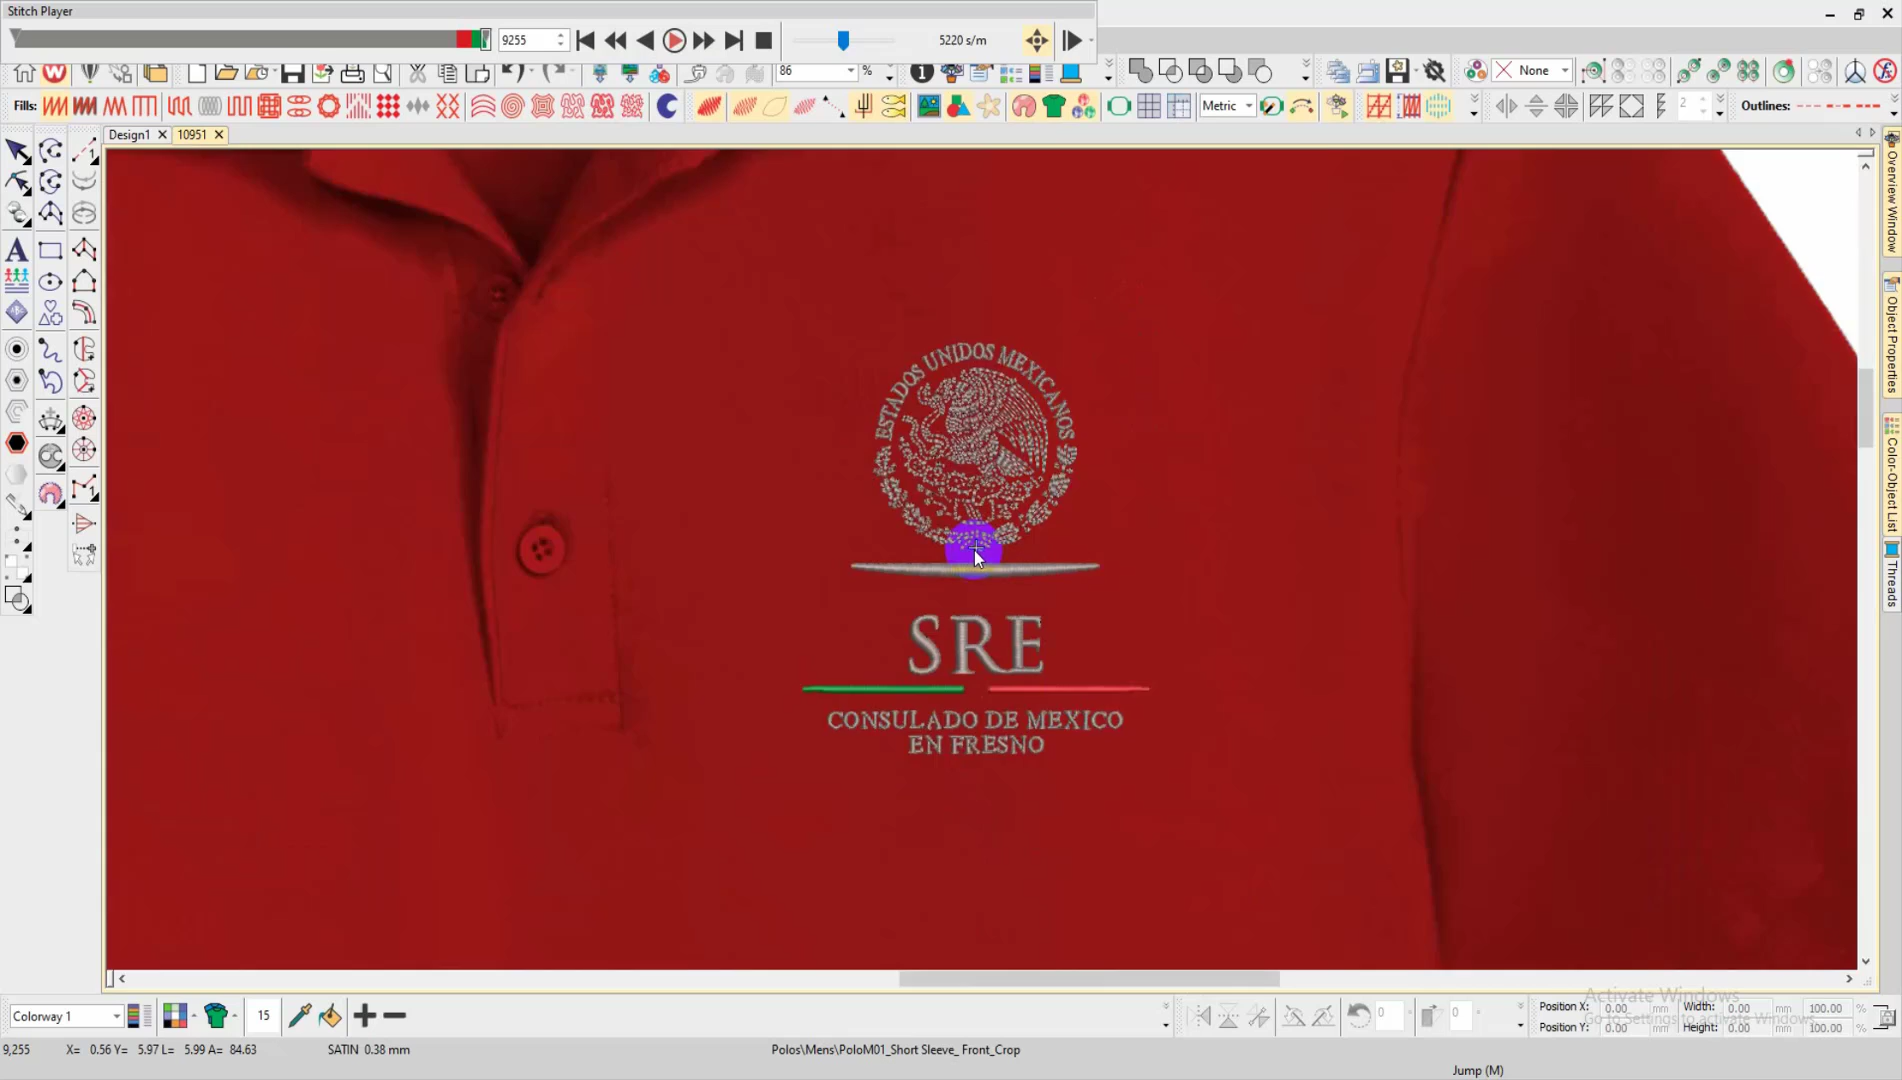 Stitch Player
9255
5220 s/m
86
%
None
Fills:
Metric
2
Outlines:
Design1
10951
Overview Window
Object Properties
Color-Object List
Threads
ESTADOS UNIDOS MEXICANOS
SRE
CONSULADO DE MEXICO
EN FRESNO
Colorway 1
15
0
0
Position X: 0.00 mm Width: 0.00 mm 100.00 %
Position Y: 0.00 mm Height: 0.00 mm 100.00 %
Activate Windows
Go to Settings to activate Windows.
9,255
X= 0.56 Y= 5.97 L= 5.99 A= 84.63
SATIN 0.38 mm
Polos\Mens\PoloM01_Short Sleeve_ Front_Crop
Jump (M)